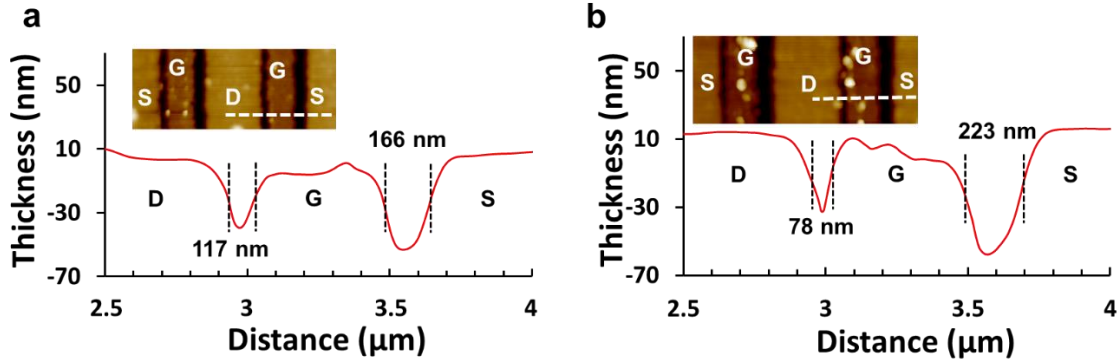 a
Thickness (nm)
50
10
-30
-70
S
G
D
G
S
166 nm
D
G
S
117 nm
2.5
3
3.5
4
Distance (µm)
b
Thickness (nm)
50
10
-30
-70
S
G
D
G
S
223 nm
D
G
S
78 nm
2.5
3
3.5
4
Distance (µm)